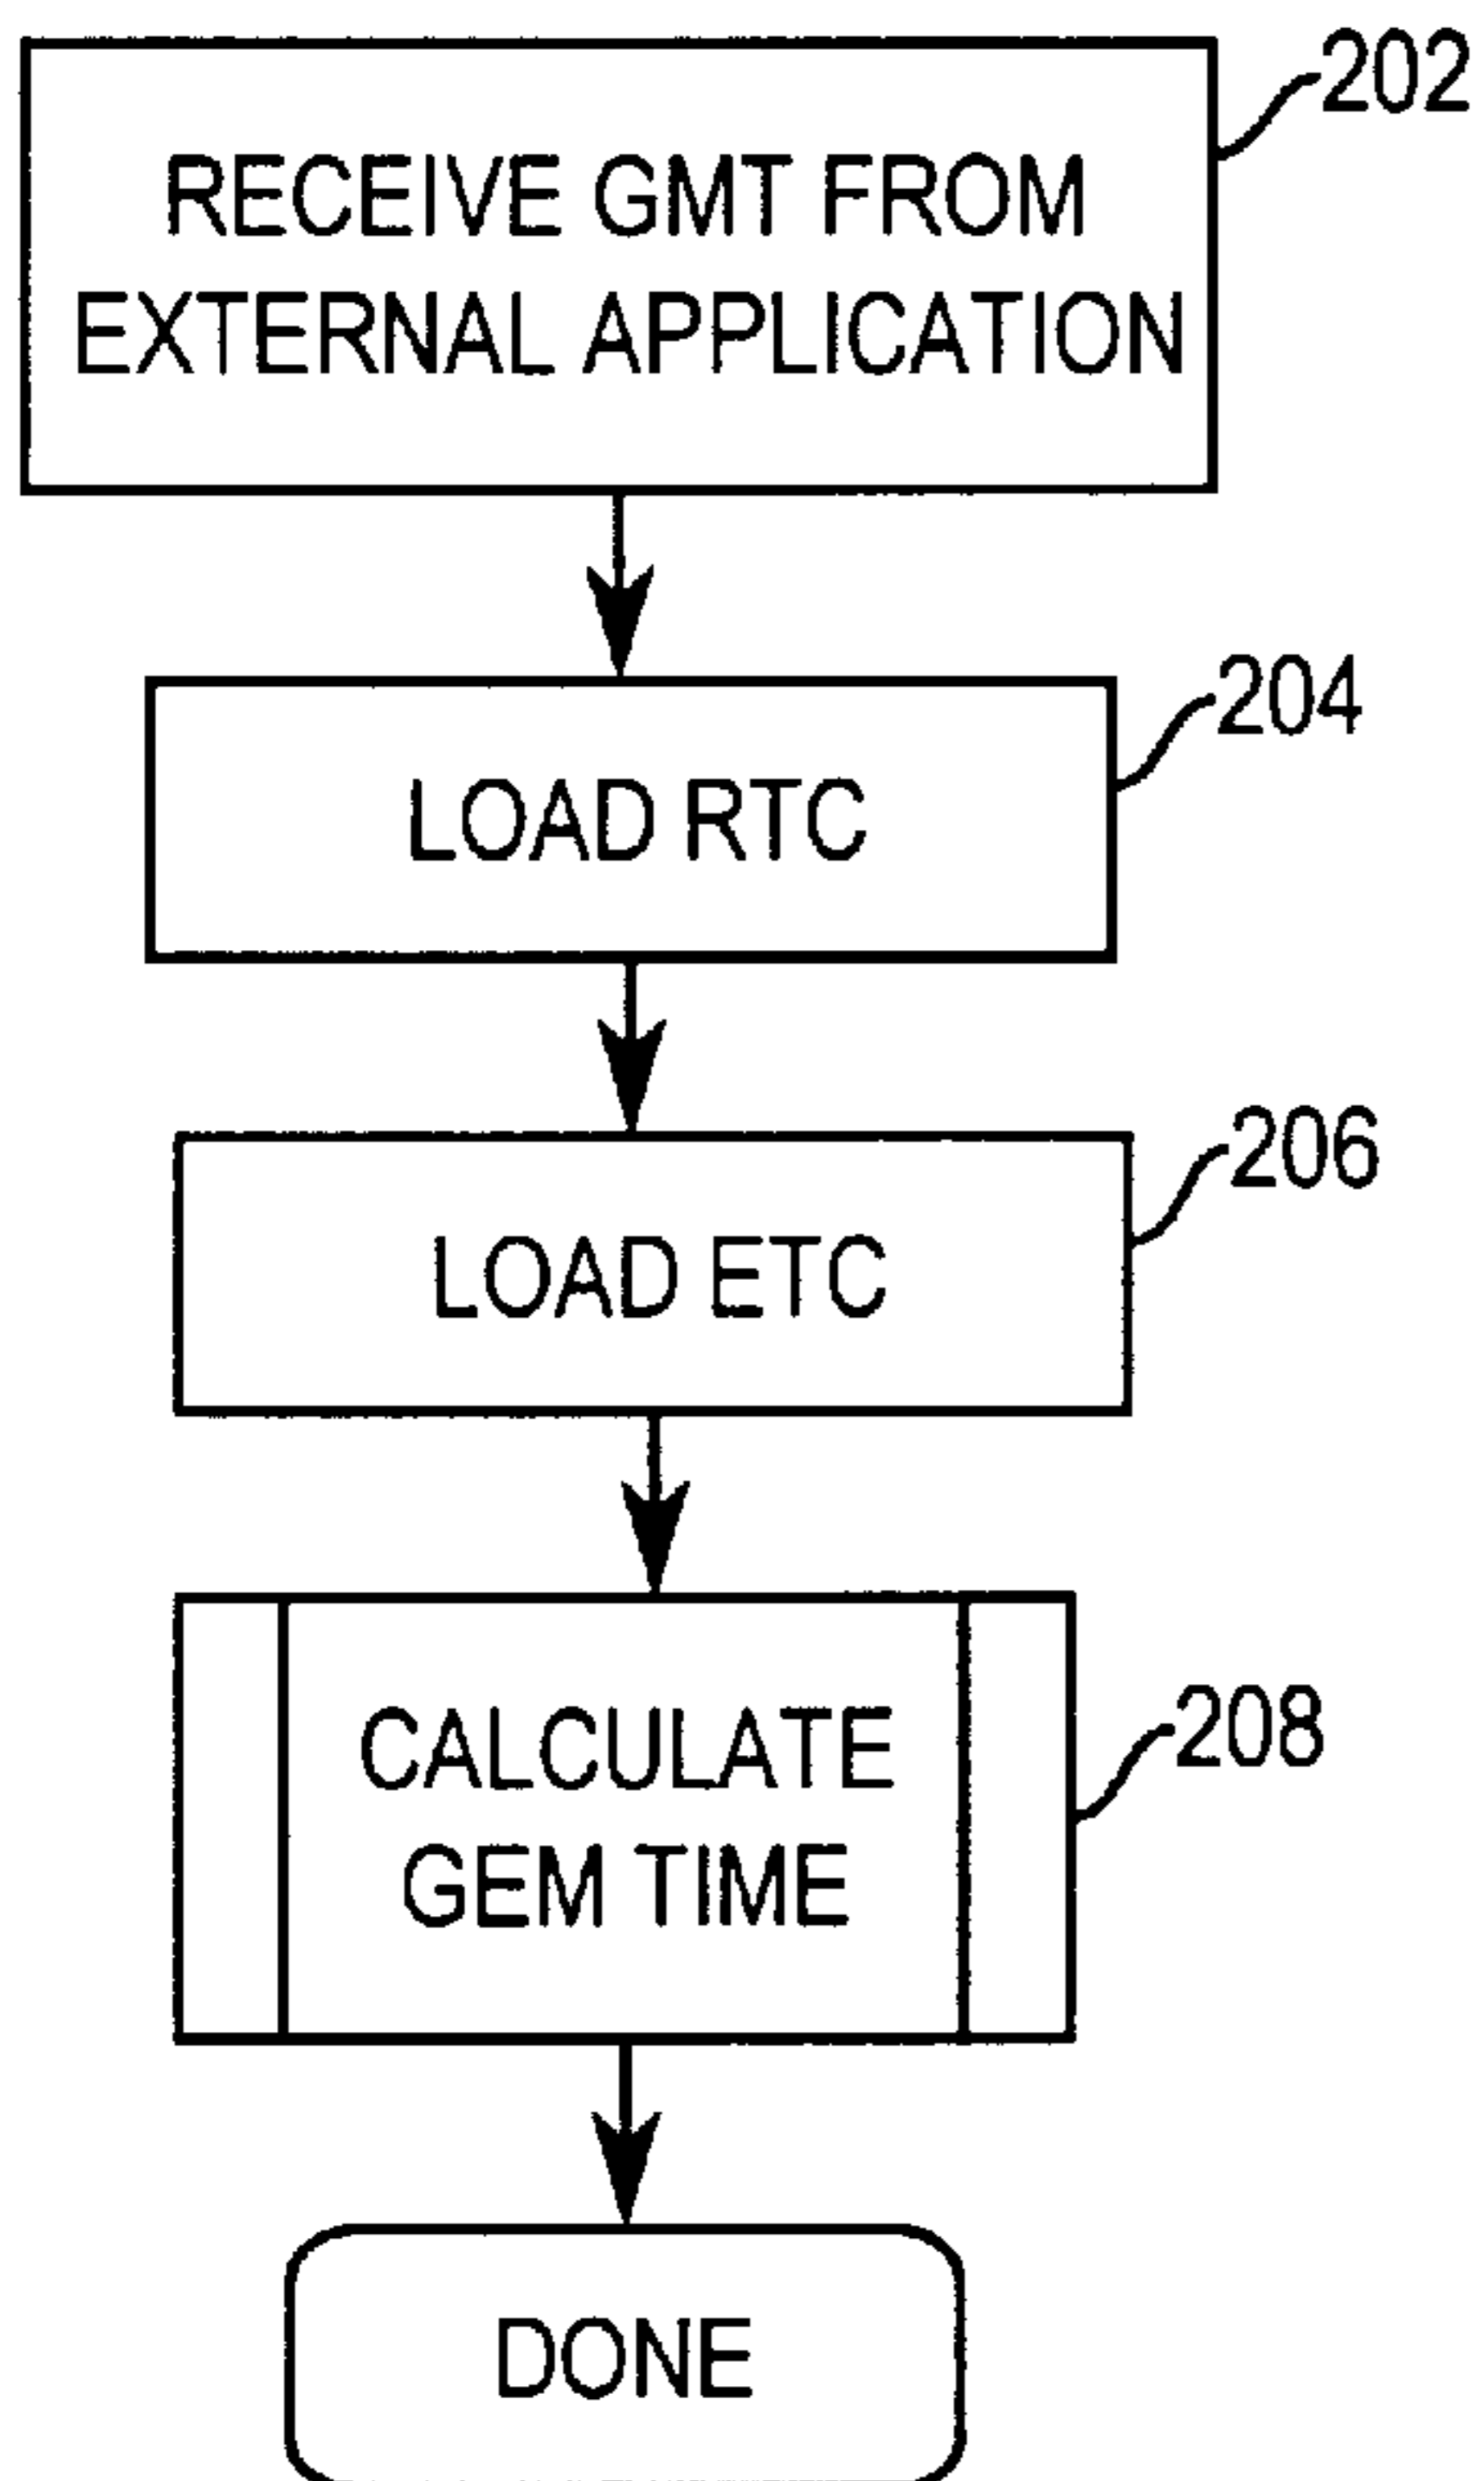 202
RECEIVE GMT FROM
EXTERNAL APPLICATION
204
LOAD RTC
206
LOAD ETC
208
CALCULATE
GEM TIME
DONE